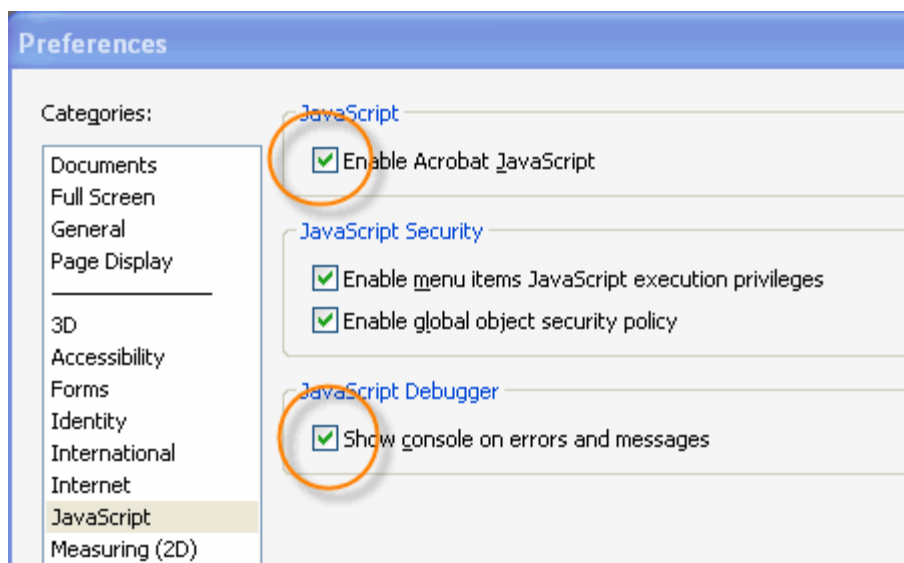 Preferences
Categories:
Documents
Full Screen
General
Page Display
3D
Accessibility
Forms
Identity
International
Internet
JavaScript
Measuring (2D)
JavaScript
Enable Acrobat JavaScript
JavaScript Security
Enable menu items JavaScript execution privileges
Enable global object security policy
JavaScript Debugger
Show console on errors and messages